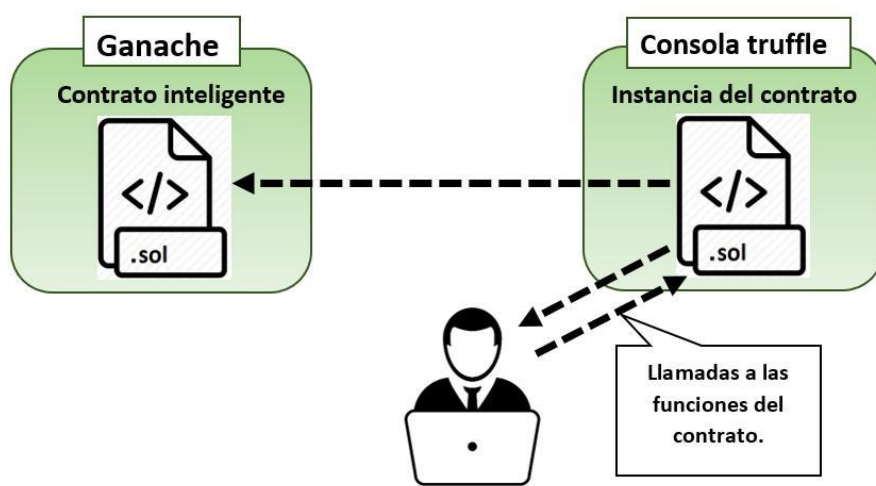 Ganache
Contrato inteligente
</>
.sol
Consola truffle
Instancia del contrato
</>
.sol
Llamadas a las
funciones del
contrato.